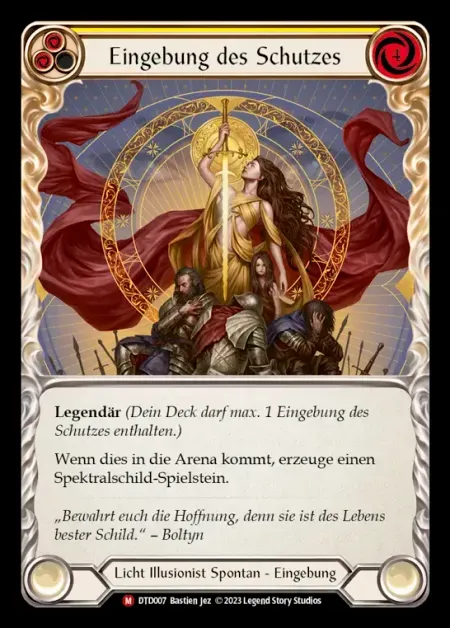 Eingebung des Schutzes
4
Legendär (Dein Deck darf max. 1 Eingebung des
Schutzes enthalten.)
Wenn dies in die Arena kommt, erzeuge einen
Spektralschild-Spielstein.
„Bewahrt euch die Hoffnung, denn sie ist des Lebens
bester Schild.“ – Boltyn
Licht Illusionist Spontan - Eingebung
M DTD007 Bastien Jez © 2023 Legend Story Studios